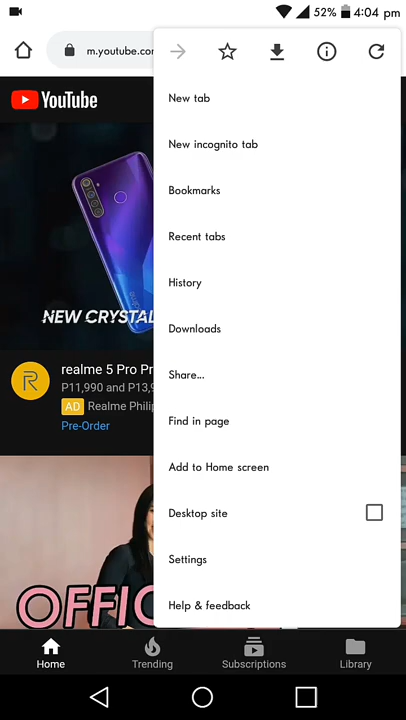 52% 4:04 pm
m.youtube.co
YouTube
New tab
New incognito tab
Bookmarks
Recent tabs
History
Downloads
Share...
Find in page
Add to Home screen
Desktop site
Settings
Help & feedback
NEW CRYSTAL
R
realme 5 Pro Pr
P11,990 and P13,9
AD Realme Philip
Pre-Order
OFFIC
Home Trending Subscriptions Library